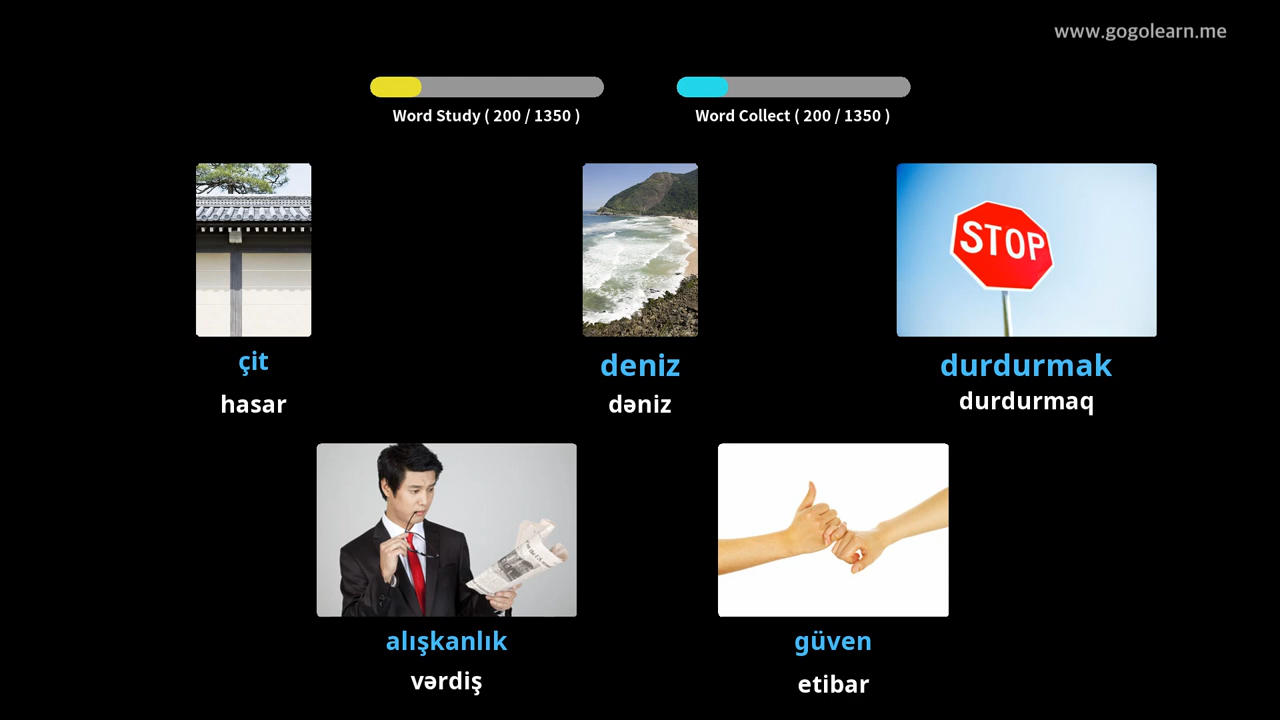 www.gogolearn.me
Word Study ( 200 / 1350 )
Word Collect ( 200 / 1350 )
STOP
çit
hasar
deniz
dəniz
durdurmak
durdurmaq
alışkanlık
vərdiş
güven
etibar